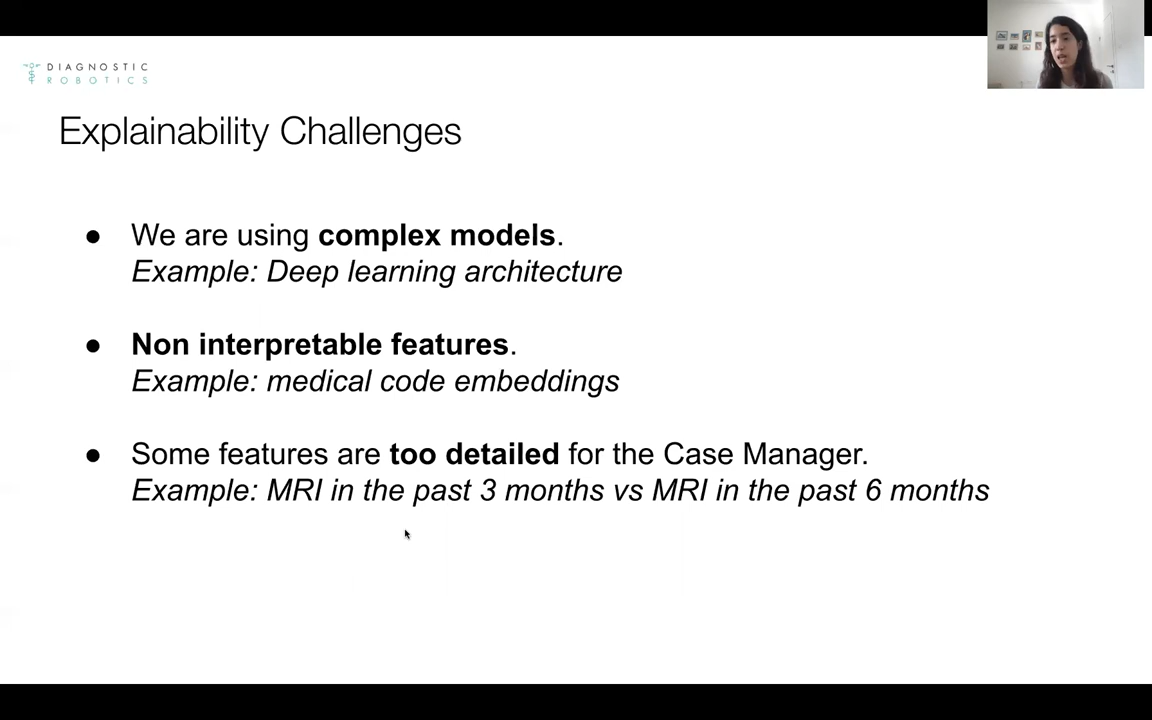 DIAGNOSTIC
ROBOTICS
Explainability Challenges
● We are using complex models.
Example: Deep learning architecture
● Non interpretable features.
Example: medical code embeddings
● Some features are too detailed for the Case Manager.
Example: MRI in the past 3 months vs MRI in the past 6 months